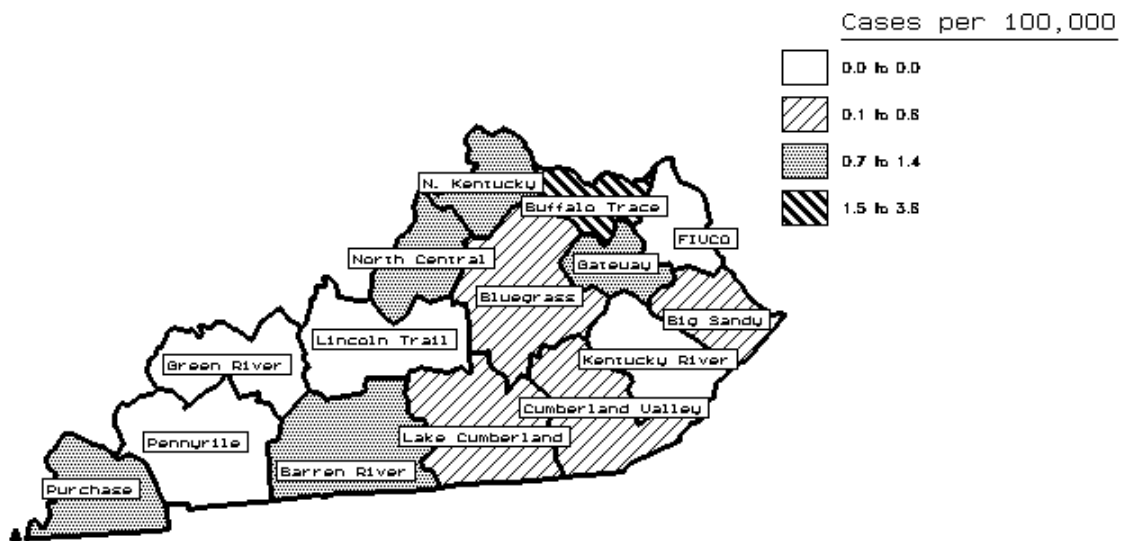 Cases per 100,000
0.0 to 0.0
0.1 to 0.6
0.7 to 1.4
1.5 to 3.6
N. Kentucky
Buffalo Trace
FIVCO
North Central
Gateway
Bluegrass
Big Sandy
Lincoln Trail
Green River
Kentucky River
Cumberland Valley
Lake Cumberland
Pennyrile
Barren River
Purchase